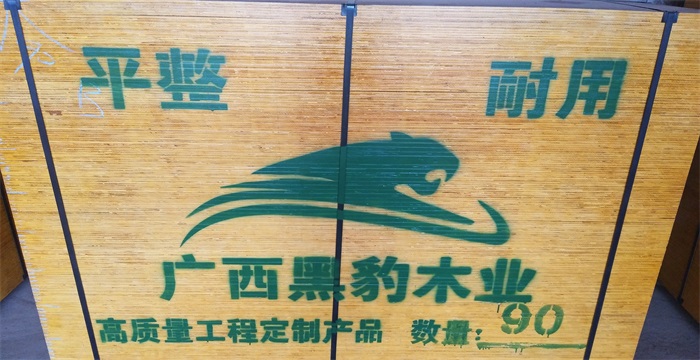 平整 耐用
广西黑豹木业
高质量工程定制产品 数量: 90